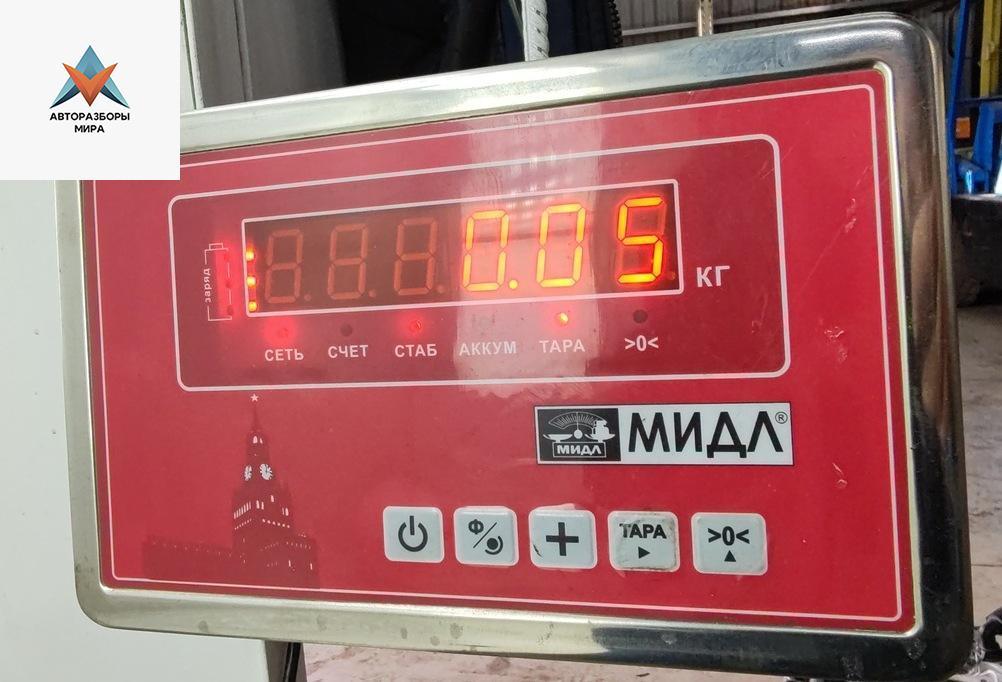 АВТОРАЗБОРЫ
МИРА
заряд
0.05
КГ
СЕТЬ СЧЕТ СТАБ АККУМ ТАРА >0<
МИДЛ МИДЛ®
Ф/ + ТАРА >0<